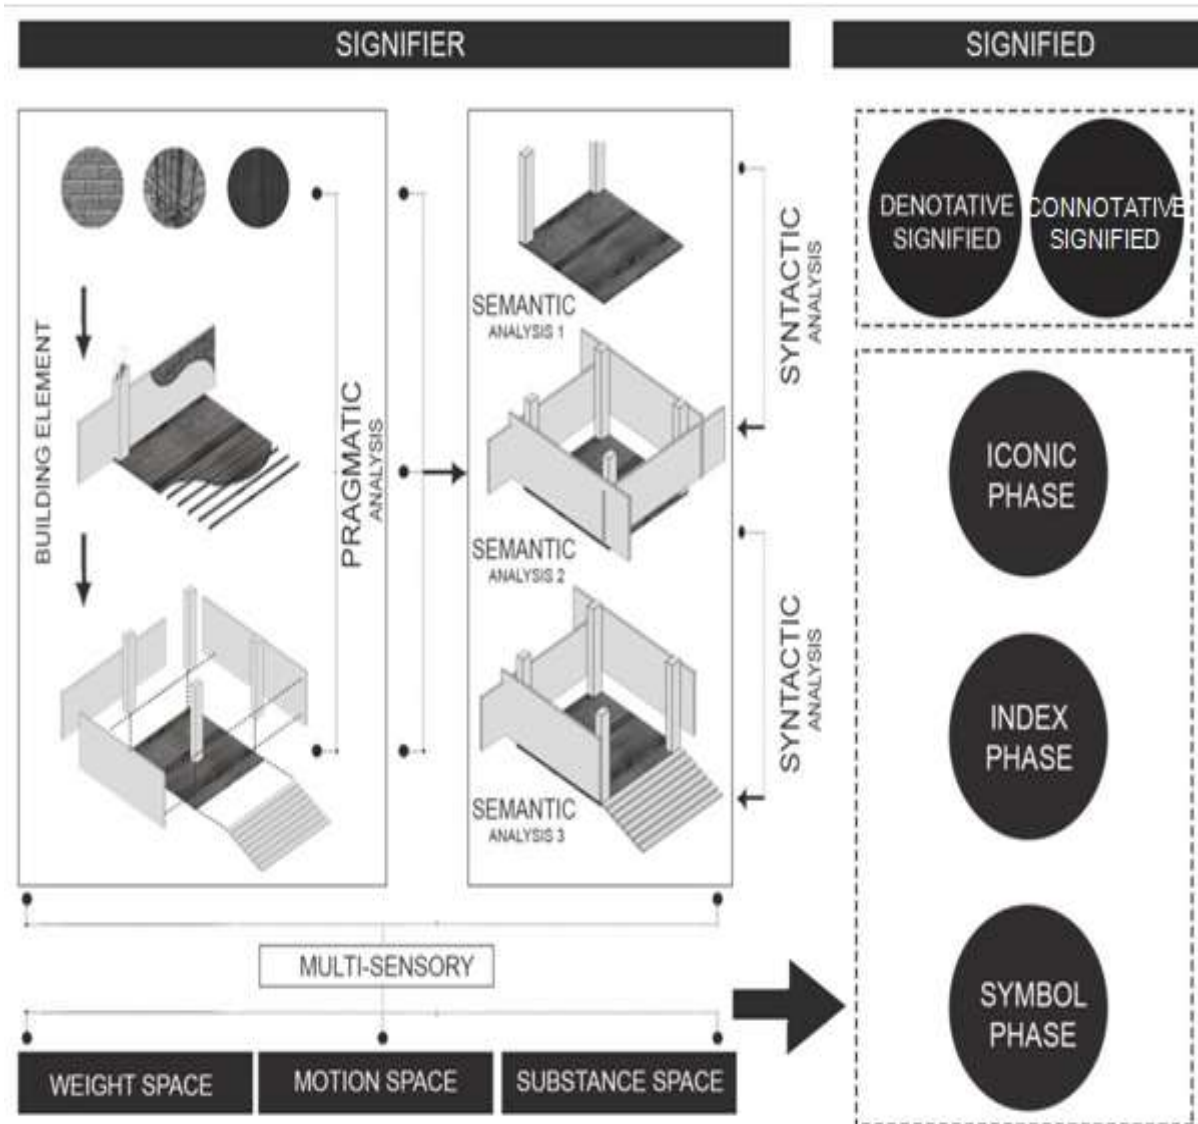 SIGNIFIER
SIGNIFIED
BUILDING ELEMENT
PRAGMATIC
ANALYSIS
SEMANTIC
ANALYSIS 1
SEMANTIC
ANALYSIS 2
SEMANTIC
ANALYSIS 3
SYNTACTIC
ANALYSIS
SYNTACTIC
ANALYSIS
DENOTATIVE
SIGNIFIED
CONNOTATIVE
SIGNIFIED
ICONIC
PHASE
INDEX
PHASE
SYMBOL
PHASE
MULTI-SENSORY
WEIGHT SPACE
MOTION SPACE
SUBSTANCE SPACE